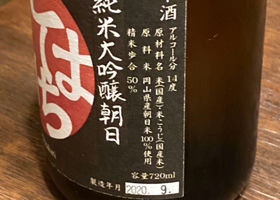 酒
アルコール分 14度
原材料名 米(国産)・米こうじ(国産米)
原料米 岡山県産朝日米100%使用
精米歩合 50%
純米大吟醸朝日
容量720ml
製造年月 2020. 9.